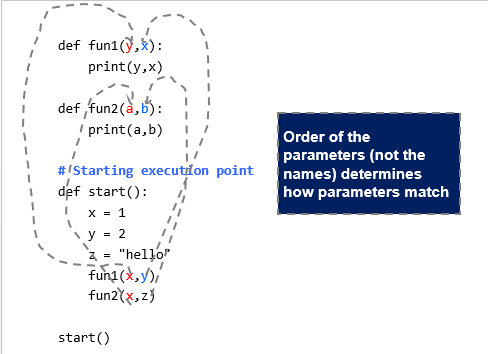 def fun1(y,x):
    print(y,x)
def fun2(a,b):
    print(a,b)
# Starting execution point
def start():
    x = 1
    y = 2
    z = "hello"
    fun1(x,y)
    fun2(x,z)
start()
Order of the
parameters (not the
names) determines
how parameters match